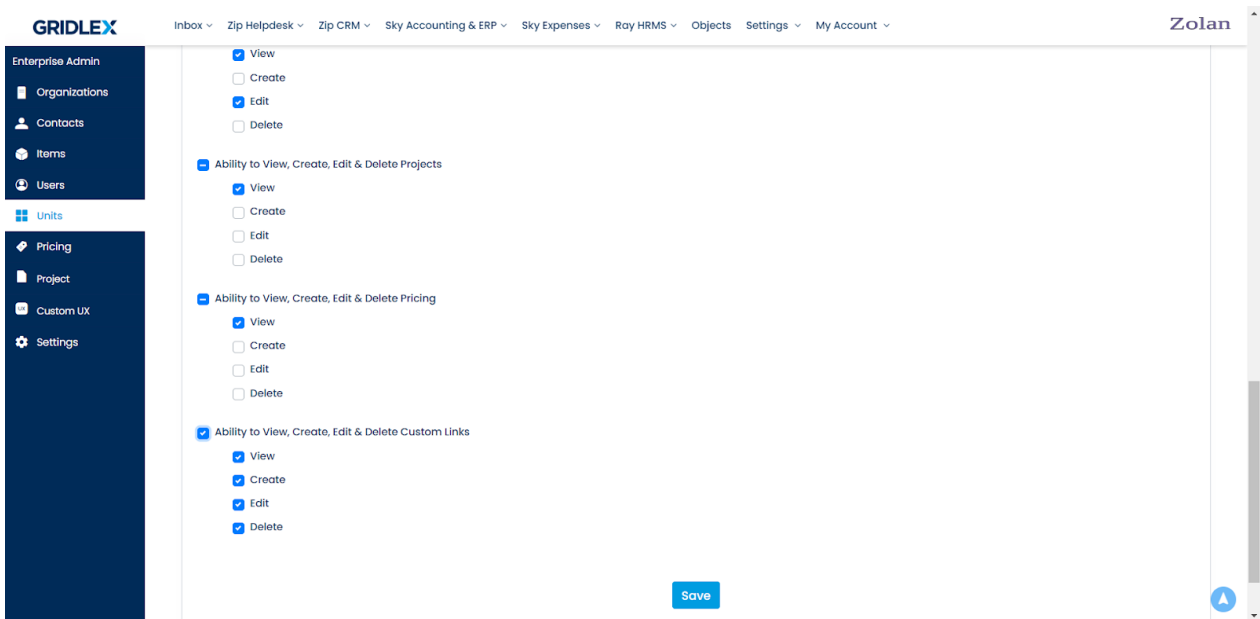 GRIDLEX
Inbox Zip Helpdesk Zip CRM Sky Accounting & ERP Sky Expenses Ray HRMS Objects Settings My Account
Zolan
Enterprise Admin
Organizations
Contacts
Items
Users
Units
Pricing
Project
UX Custom UX
Settings
View
Create
Edit
Delete
Ability to View, Create, Edit & Delete Projects
View
Create
Edit
Delete
Ability to View, Create, Edit & Delete Pricing
View
Create
Edit
Delete
Ability to View, Create, Edit & Delete Custom Links
View
Create
Edit
Delete
Save